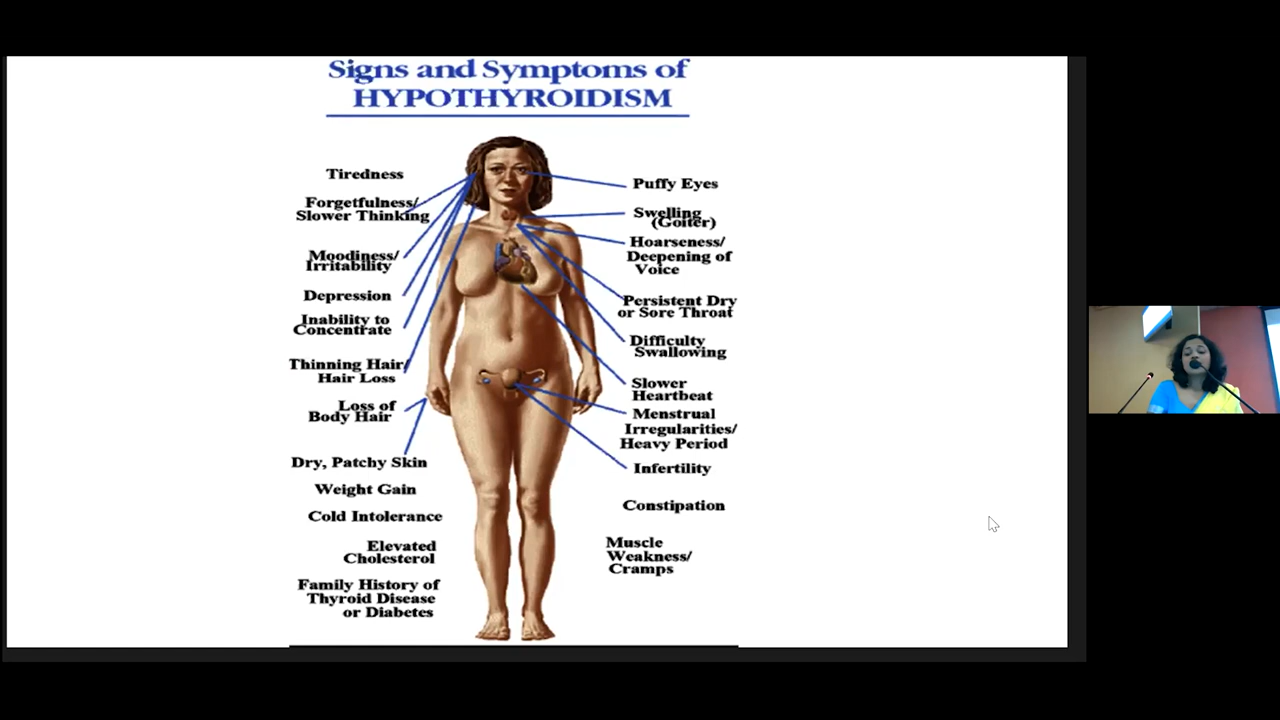 Signs and Symptoms of
HYPOTHYROIDISM
Tiredness
Forgetfulness/
Slower Thinking
Moodiness/
Irritability
Depression
Inability to
Concentrate
Thinning Hair/
Hair Loss
Loss of
Body Hair
Dry, Patchy Skin
Weight Gain
Cold Intolerance
Elevated
Cholesterol
Family History of
Thyroid Disease
or Diabetes
Puffy Eyes
Swelling
(Goiter)
Hoarseness/
Deepening of
Voice
Persistent Dry
or Sore Throat
Difficulty
Swallowing
Slower
Heartbeat
Menstrual
Irregularities/
Heavy Period
Infertility
Constipation
Muscle
Weakness/
Cramps